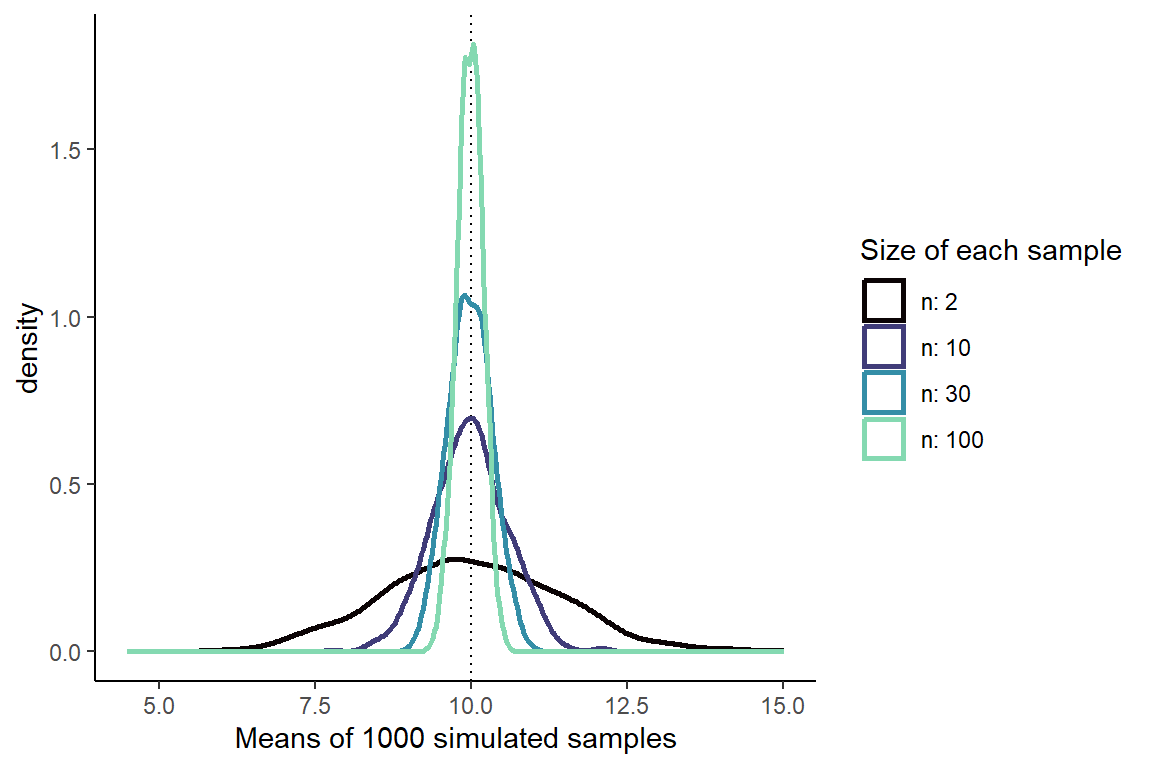 1.5
1.0
0.5
0.0
density
5.0 7.5 10.0 12.5 15.0
Means of 1000 simulated samples
Size of each sample
n: 2
n: 10
n: 30
n: 100